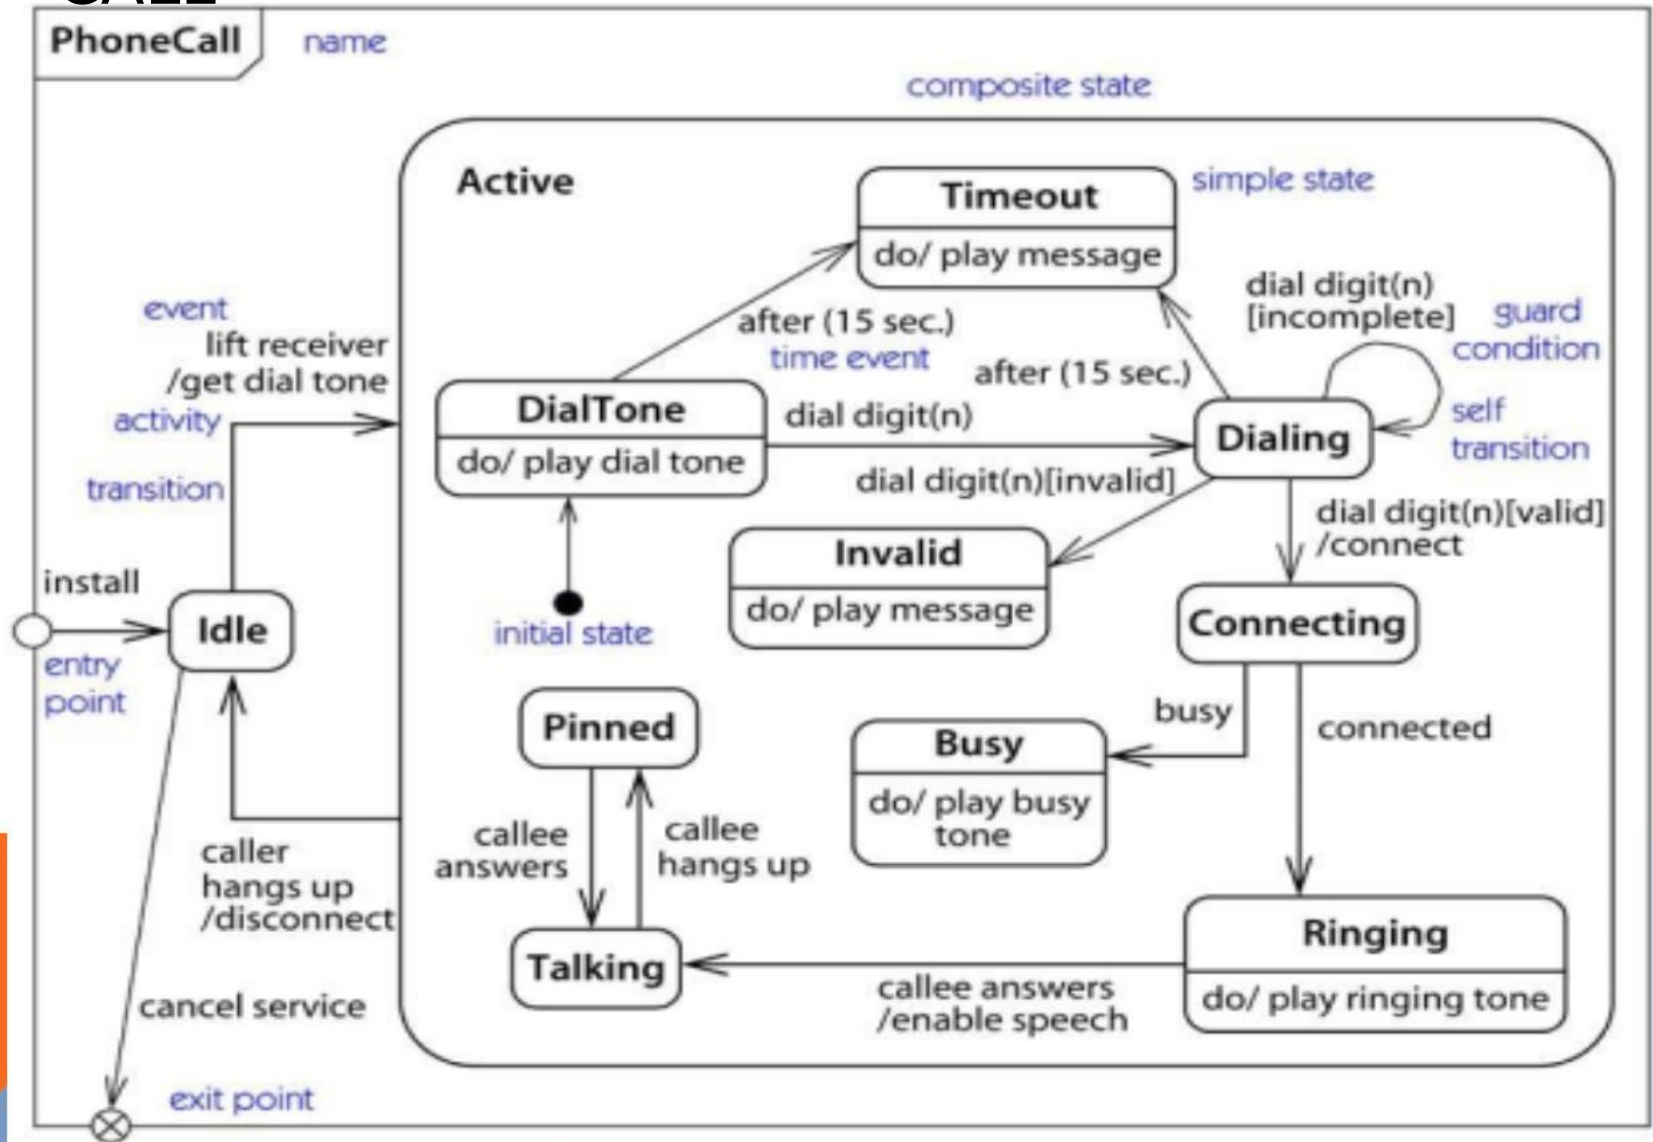 CALL
PhoneCall
name
composite state
Active
Timeout
do/ play message
simple state
event
lift receiver
/get dial tone
activity
transition
after (15 sec.)
time event
after (15 sec.)
dial digit(n)
[incomplete]
guard
condition
self
transition
DialTone
do/ play dial tone
dial digit(n)
Dialing
dial digit(n)[invalid]
dial digit(n)[valid]
/connect
Invalid
do/ play message
install
Idle
entry
point
initial state
Connecting
Pinned
busy
connected
Busy
do/ play busy
tone
callee
answers
callee
hangs up
caller
hangs up
/disconnect
Ringing
do/ play ringing tone
Talking
callee answers
/enable speech
cancel service
exit point